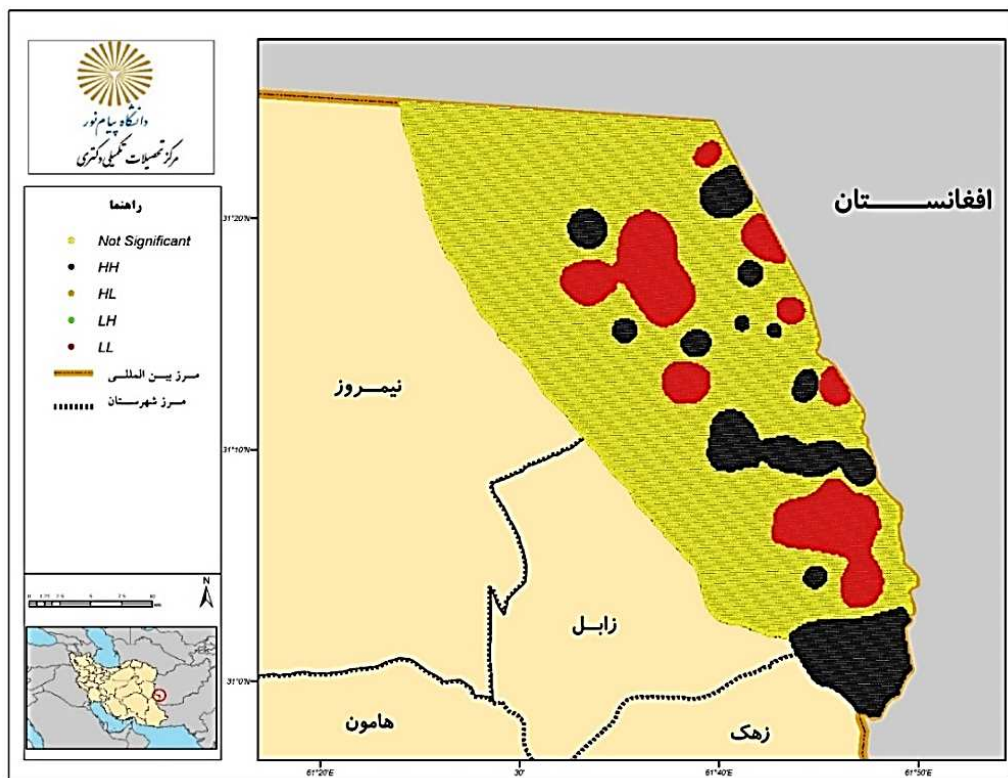 دانشگاه پیام نور
مرکز تحصیلات تکمیلی دکتری
راهنما
Not Significant
HH
HL
LH
LL
مرز بین المللی
مرز شهرستان
N
افغانستان
نیمروز
زابل
هامون
زهک
31°20'
31°10'
31°0'
61°20'E
30'
61°40'E
61°50'E